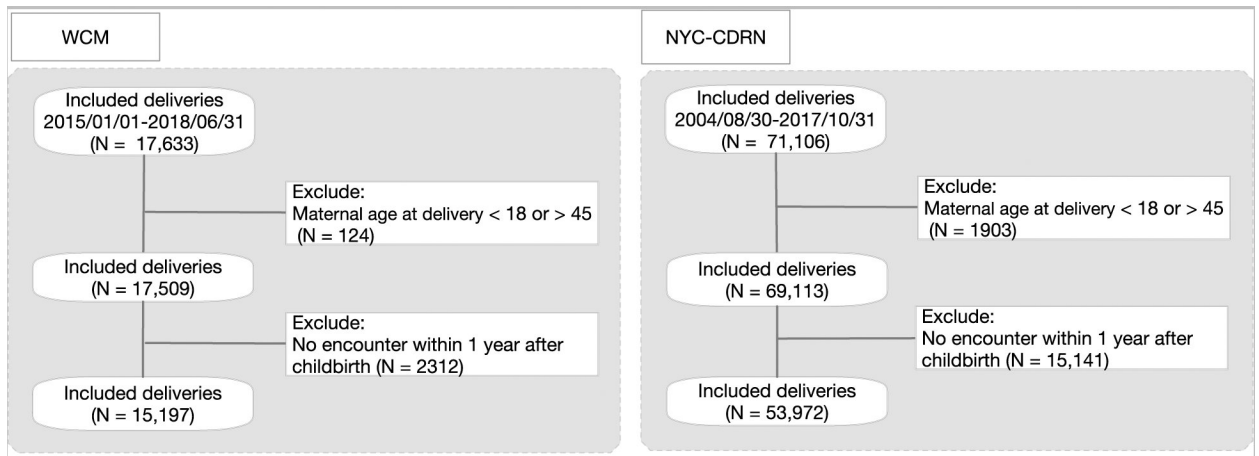 WCM
Included deliveries
2015/01/01-2018/06/31
(N = 17,633)
Exclude:
Maternal age at delivery < 18 or > 45
(N = 124)
Included deliveries
(N = 17,509)
Exclude:
No encounter within 1 year after
childbirth (N = 2312)
Included deliveries
(N = 15,197)
NYC-CDRN
Included deliveries
2004/08/30-2017/10/31
(N = 71,106)
Exclude:
Maternal age at delivery < 18 or > 45
(N = 1903)
Included deliveries
(N = 69,113)
Exclude:
No encounter within 1 year after
childbirth (N = 15,141)
Included deliveries
(N = 53,972)